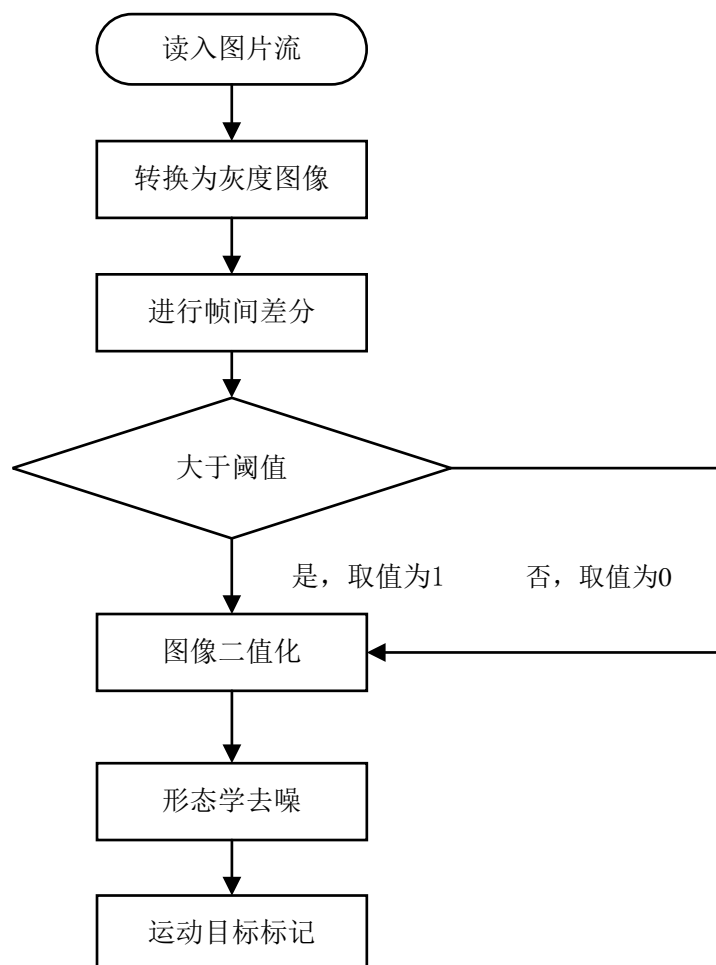 读入图片流
转换为灰度图像
进行帧间差分
大于阈值
是，取值为1
否，取值为0
图像二值化
形态学去噪
运动目标标记